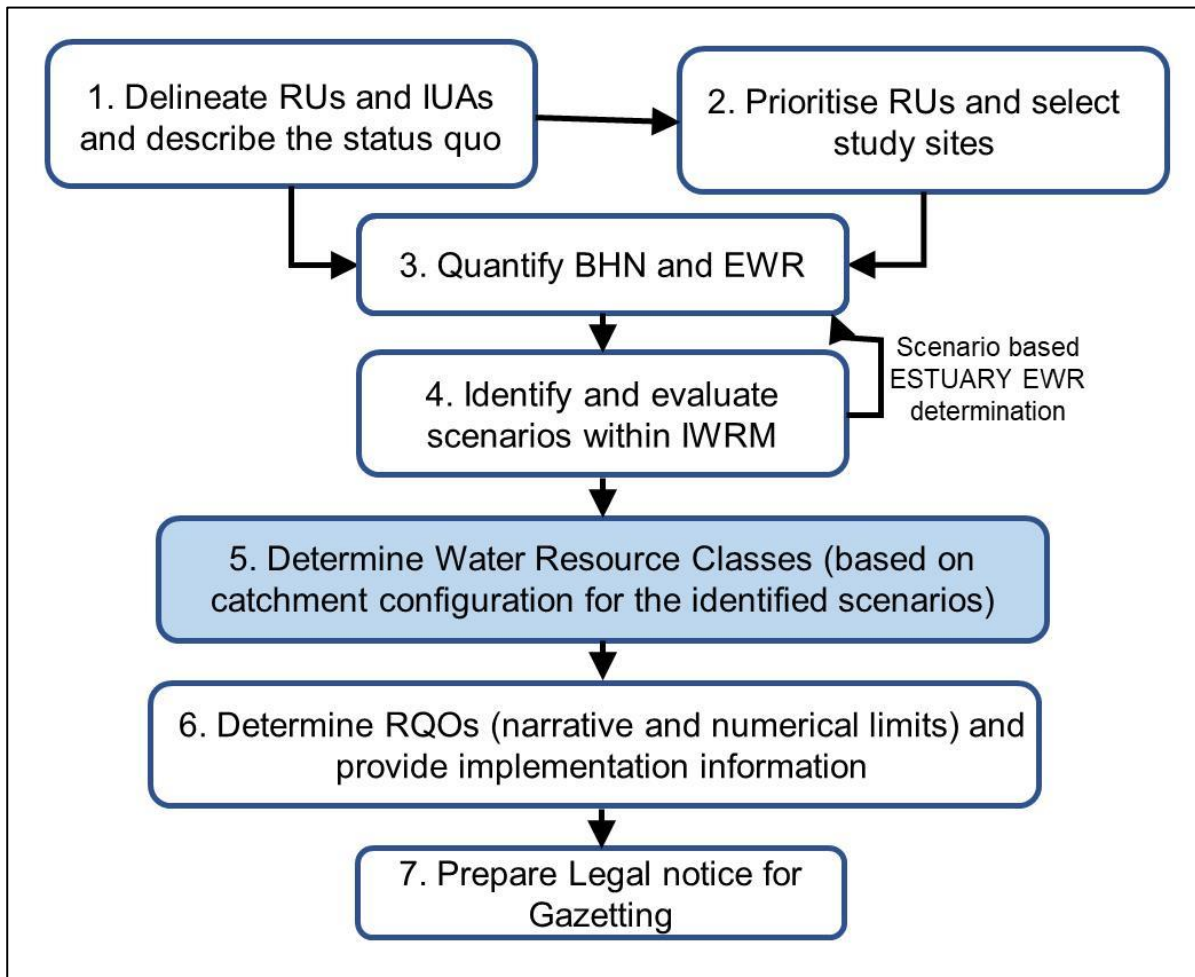 1. Delineate RUs and IUAs
and describe the status quo
2. Prioritise RUs and select
study sites
3. Quantify BHN and EWR
Scenario based
ESTUARY EWR
determination
4. Identify and evaluate
scenarios within IWRM
5. Determine Water Resource Classes (based on
catchment configuration for the identified scenarios)
6. Determine RQOs (narrative and numerical limits) and
provide implementation information
7. Prepare Legal notice for
Gazetting